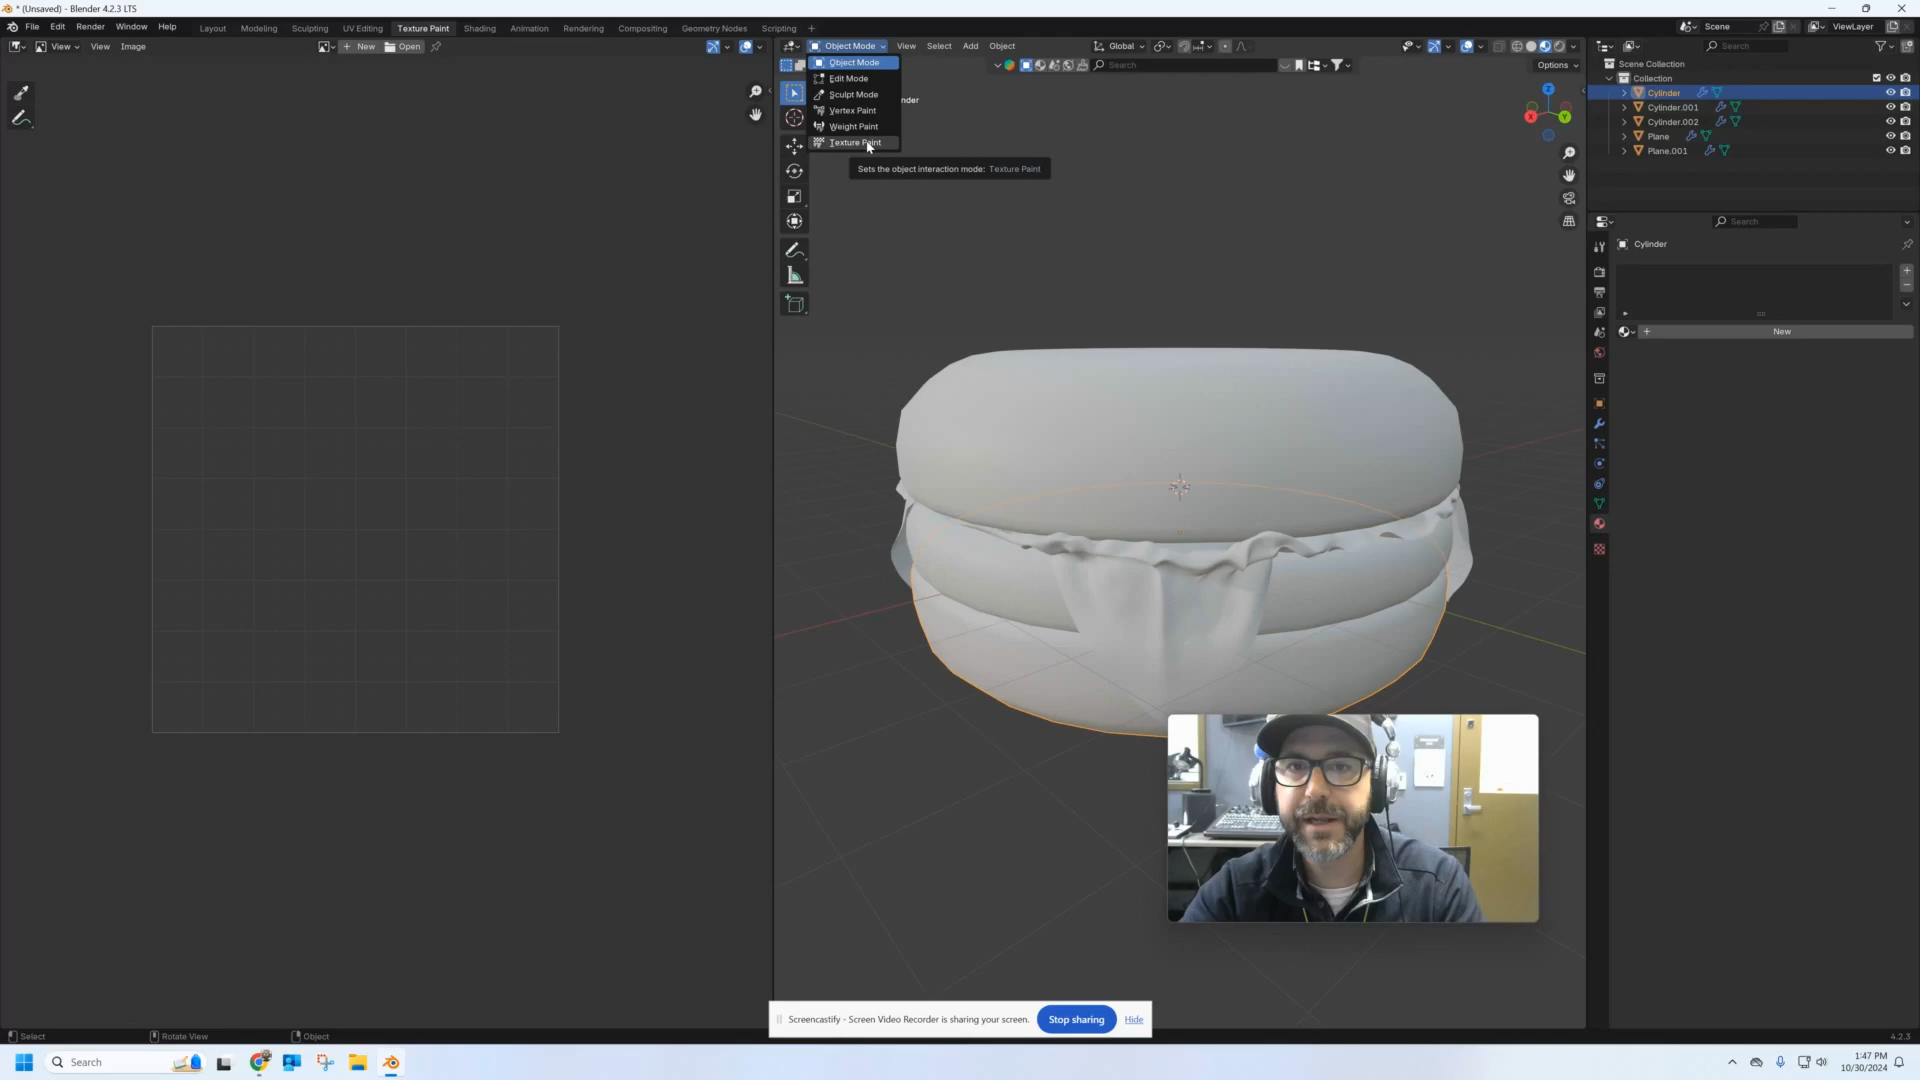 * (Unsaved) - Blender 4.2.3 LTS
File Edit Render Window Help Layout Modeling Sculpting UV Editing Texture Paint Shading Animation Rendering Compositing Geometry Nodes Scripting + Scene ViewLayer
View View Image + New Open Object Mode View Select Add Object Global Search
Object Mode
Edit Mode
Sculpt Mode
Vertex Paint
Weight Paint
Texture Paint
Sets the object interaction mode: Texture Paint
Search Options
nder
X Y Z
Scene Collection
Collection
Cylinder
Cylinder.001
Cylinder.002
Plane
Plane.001
Search
Cylinder
+ New
Screencastify - Screen Video Recorder is sharing your screen. Stop sharing Hide
Select Rotate View Object 4.2.3
Search
1:47 PM
10/30/2024